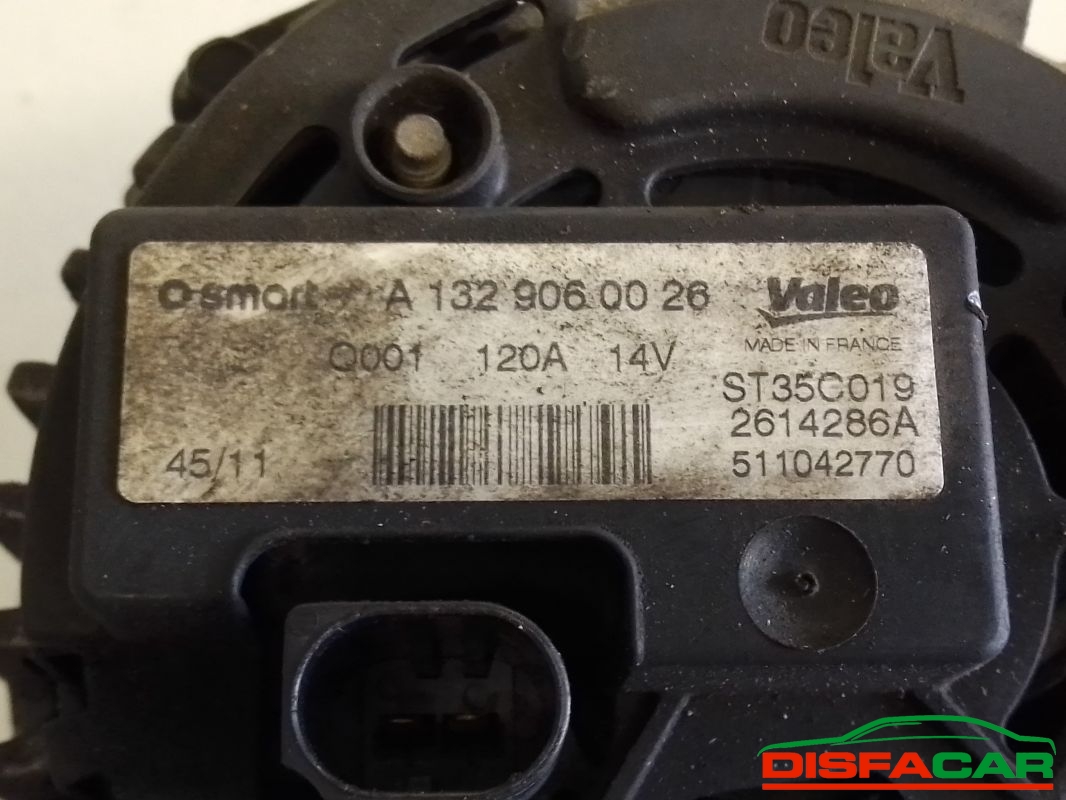 Valeo
smart A 132 906 00 26 Valeo
MADE IN FRANCE
Q001 120A 14V
ST35C019
2614286A
45/11 511042770
DISFACAR